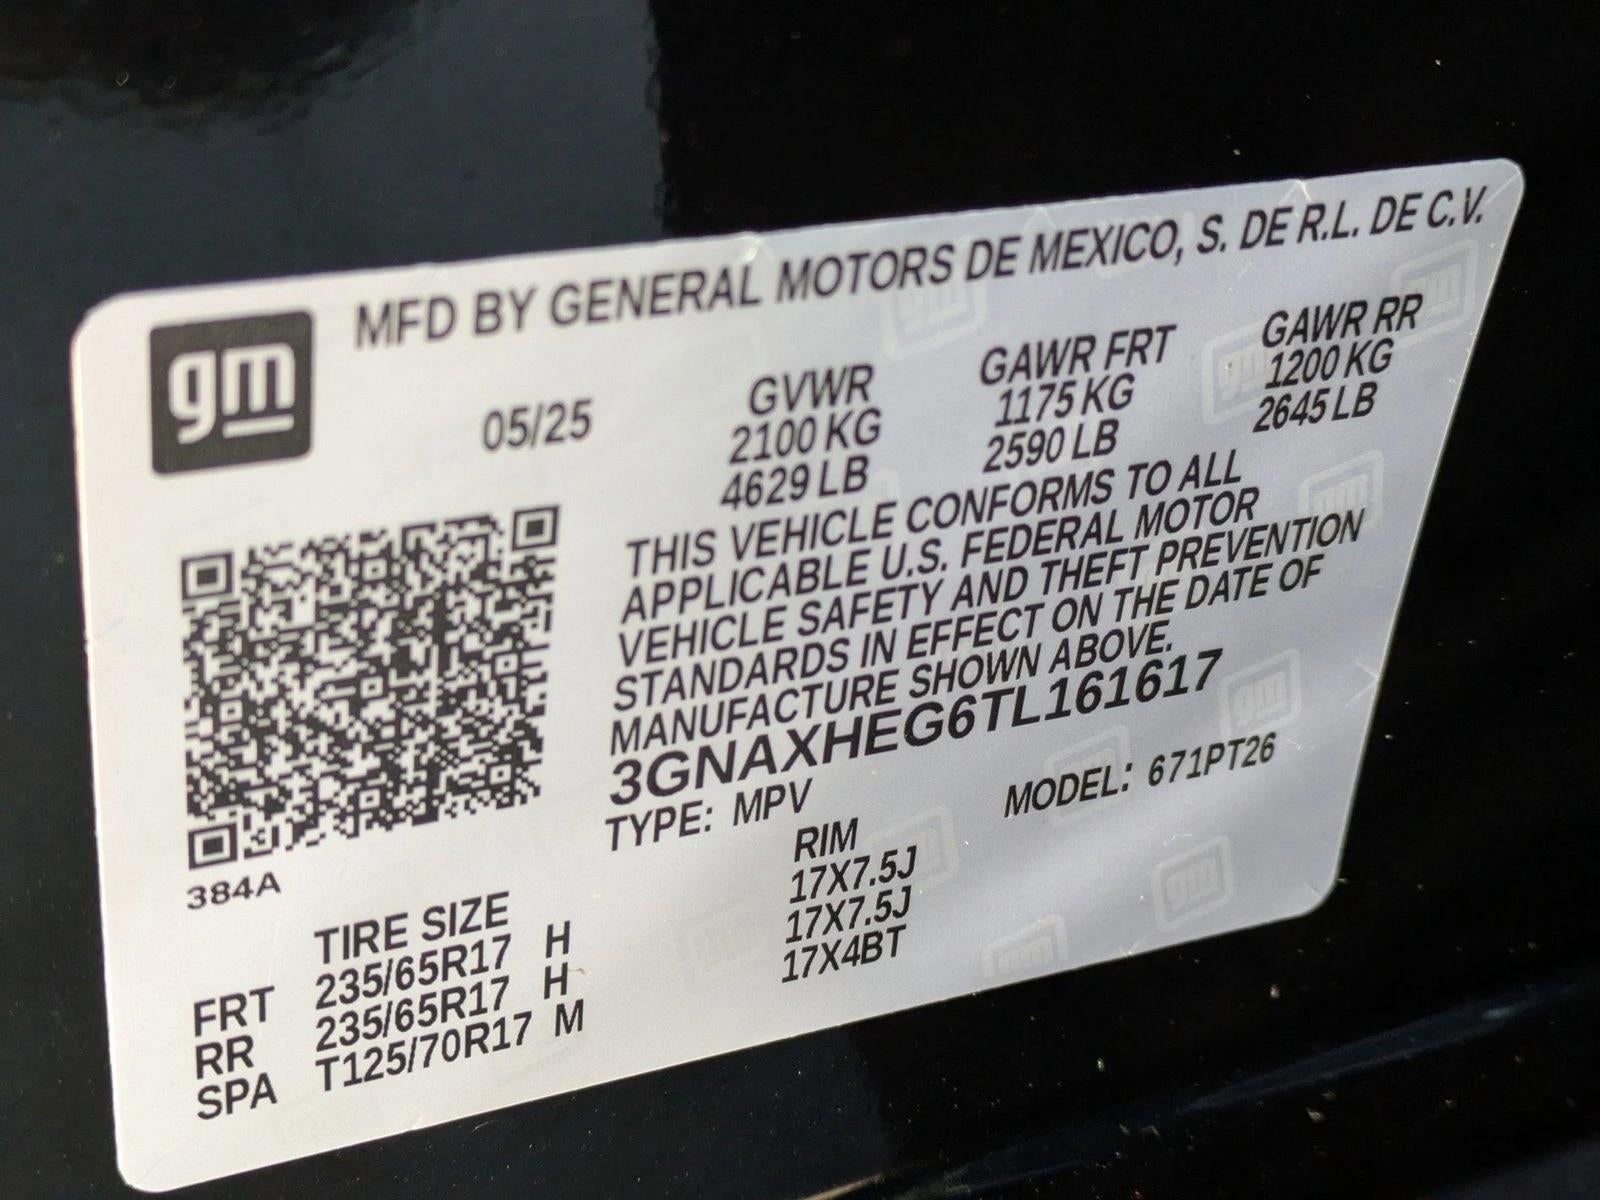 gm
MFD BY GENERAL MOTORS DE MEXICO, S. DE R.L. DE C.V.
05/25
GVWR GAWR FRT GAWR RR
2100 KG 1175 KG 1200 KG
4629 LB 2590 LB 2645 LB
THIS VEHICLE CONFORMS TO ALL
APPLICABLE U.S. FEDERAL MOTOR
VEHICLE SAFETY AND THEFT PREVENTION
STANDARDS IN EFFECT ON THE DATE OF
MANUFACTURE SHOWN ABOVE.
3GNAXHEG6TL161617
TYPE: MPV MODEL: 671PT26
384A
TIRE SIZE RIM
FRT 235/65R17 H 17X7.5J
RR 235/65R17 H 17X7.5J
SPA T125/70R17 M 17X4BT